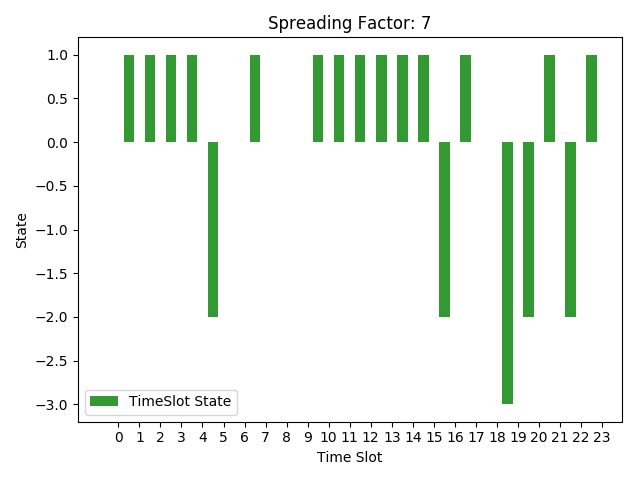 Spreading Factor: 7
1.0
0.5
0.0
−0.5
−1.0
−1.5
−2.0
−2.5
−3.0
State
TimeSlot State
0 1 2 3 4 5 6 7 8 9 10 11 12 13 14 15 16 17 18 19 20 21 22 23
Time Slot